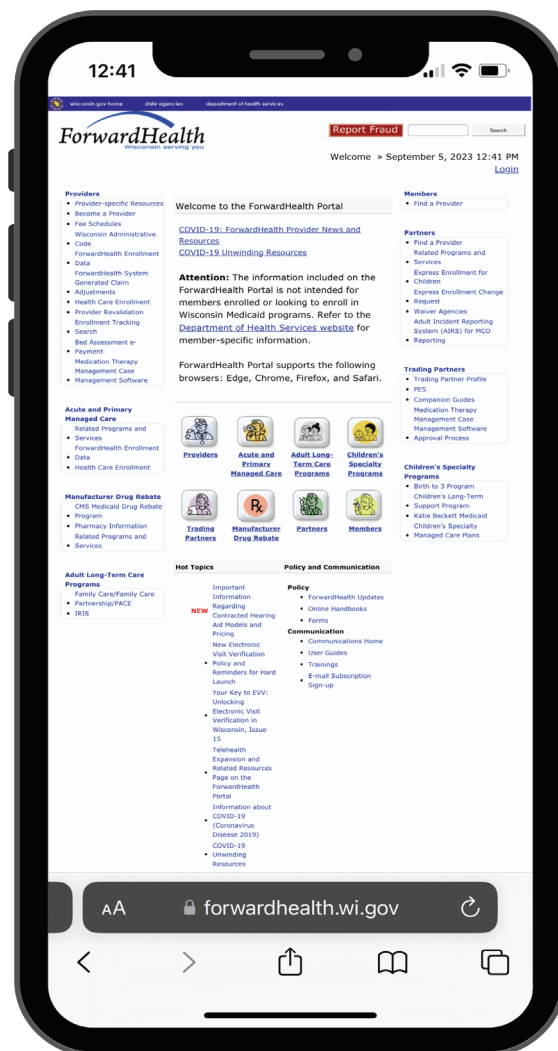 12:41
wisconsin.gov home state agencies department of health services
ForwardHealth
Wisconsin serving you
Report Fraud
Search
Welcome » September 5, 2023 12:41 PM
Login
Providers
• Provider-specific Resources
• Become a Provider
• Fee Schedules
Wisconsin Administrative
• Code
ForwardHealth Enrollment
• Data
ForwardHealth System
Generated Claim
• Adjustments
• Health Care Enrollment
• Provider Revalidation
Enrollment Tracking
• Search
Bed Assessment e-
• Payment
Medication Therapy
Management Case
• Management Software
Acute and Primary
Managed Care
Related Programs and
• Services
ForwardHealth Enrollment
• Data
• Health Care Enrollment
Manufacturer Drug Rebate
CMS Medicaid Drug Rebate
• Program
• Pharmacy Information
Related Programs and
• Services
Adult Long-Term Care
Programs
Family Care/Family Care
• Partnership/PACE
• IRIS
Welcome to the ForwardHealth Portal
COVID-19: ForwardHealth Provider News and
Resources
COVID-19 Unwinding Resources
Attention: The information included on the
ForwardHealth Portal is not intended for
members enrolled or looking to enroll in
Wisconsin Medicaid programs. Refer to the
Department of Health Services website for
member-specific information.
ForwardHealth Portal supports the following
browsers: Edge, Chrome, Firefox, and Safari.
Providers
Acute and
Primary
Managed Care
Adult Long-
Term Care
Programs
Children's
Specialty
Programs
Trading
Partners
Rx
Manufacturer
Drug Rebate
Partners
Members
Hot Topics
NEW
Important
Information
Regarding
Contracted Hearing
Aid Models and
Pricing
New Electronic
Visit Verification
• Policy and
Reminders for Hard
Launch
Your Key to EVV:
Unlocking
• Electronic Visit
Verification in
Wisconsin, Issue
15
Telehealth
Expansion and
• Related Resources
Page on the
ForwardHealth
Portal
Information about
• COVID-19
(Coronavirus
Disease 2019)
COVID-19
• Unwinding
Resources
Policy and Communication
Policy
• ForwardHealth Updates
• Online Handbooks
• Forms
Communication
• Communications Home
• User Guides
• Trainings
• E-mail Subscription
Sign-up
Members
• Find a Provider
Partners
• Find a Provider
Related Programs and
• Services
Express Enrollment for
• Children
Express Enrollment Change
• Request
• Waiver Agencies
Adult Incident Reporting
System (AIRS) for MCO
• Reporting
Trading Partners
• Trading Partner Profile
• PES
• Companion Guides
Medication Therapy
Management Case
Management Software
• Approval Process
Children's Specialty
Programs
• Birth to 3 Program
Children's Long-Term
• Support Program
• Katie Beckett Medicaid
Children's Specialty
• Managed Care Plans
AA forwardhealth.wi.gov